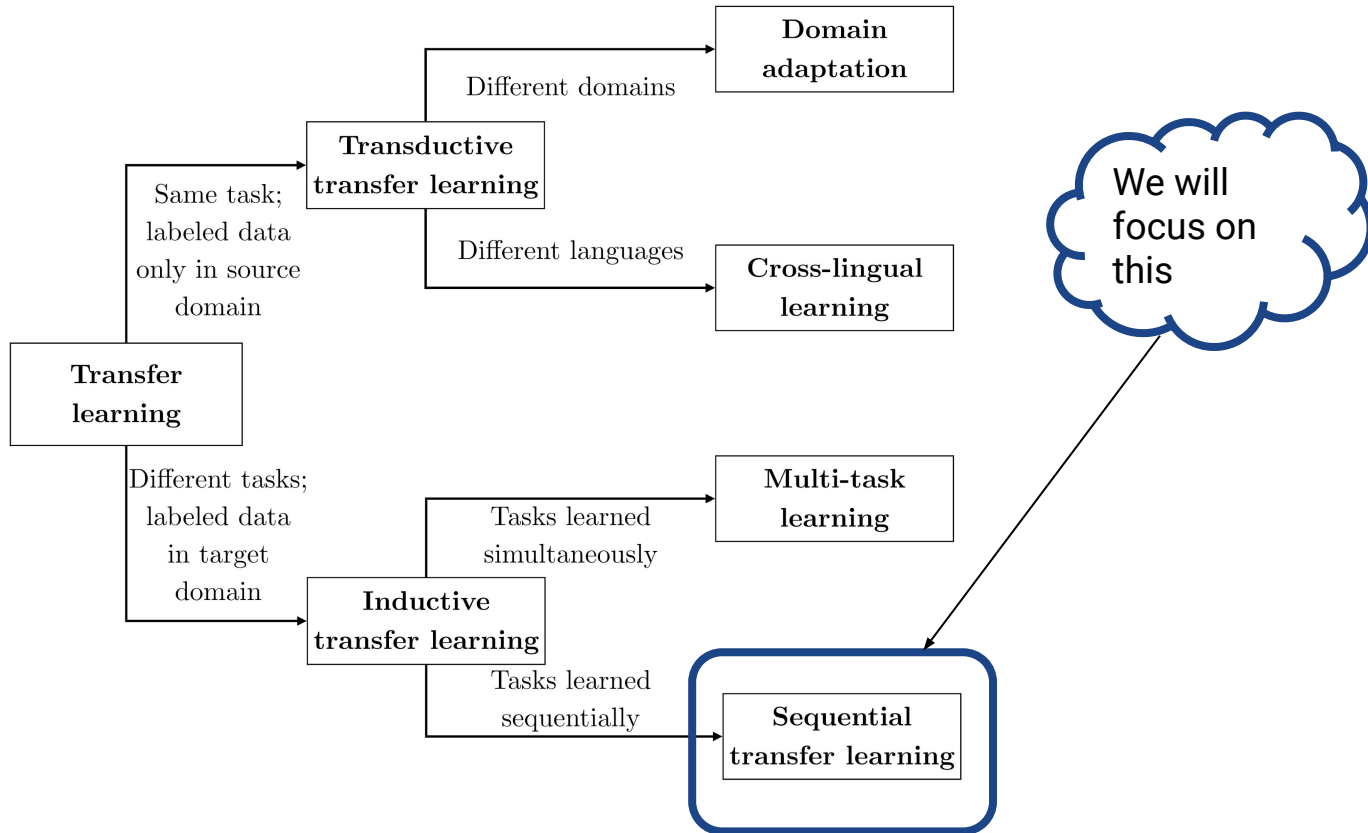 Domain
adaptation
Different domains
Transductive
transfer learning
Same task;
labeled data
only in source
domain
Different languages
Cross-lingual
learning
We will
focus on
this
Transfer
learning
Different tasks;
labeled data
in target
domain
Multi-task
learning
Tasks learned
simultaneously
Inductive
transfer learning
Tasks learned
sequentially
Sequential
transfer learning